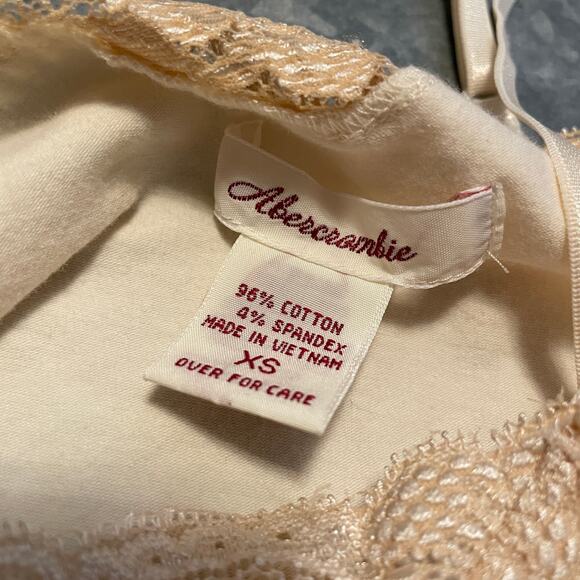 Abercrombie
96% COTTON
4% SPANDEX
MADE IN VIETNAM
XS
OVER FOR CARE